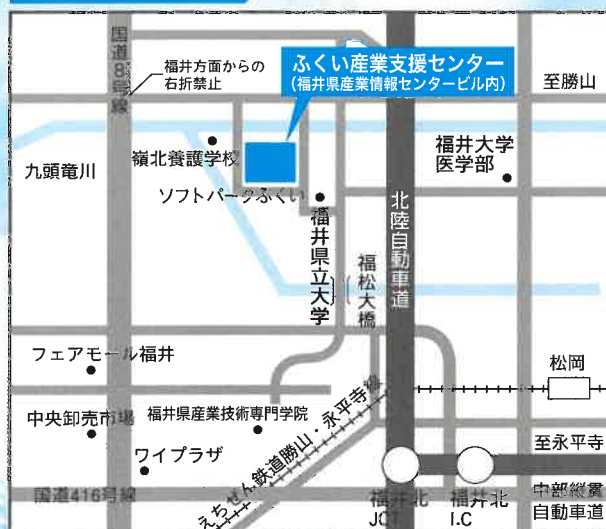 国道8号線
福井方面からの
右折禁止
ふくい産業支援センター
(福井県産業情報センタービル内)
至勝山
九頭竜川
嶺北養護学校
福井大学
医学部
ソフトパークふくい
福井県立大学
北陸自動車道
福松大橋
フェアモール福井
松岡
中央卸売市場
福井県産業技術専門学院
ワイプラザ
えちぜん鉄道勝山・永平寺線
至永平寺
国道416号線
福井北
JCT
福井北
I.C
中部縦貫
自動車道